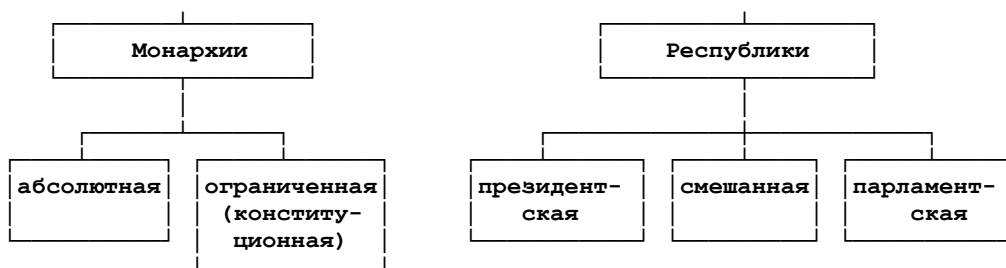 Монархии
Республики
абсолютная
ограниченная
(конститу-
ционная)
президент-
ская
смешанная
парламент-
ская